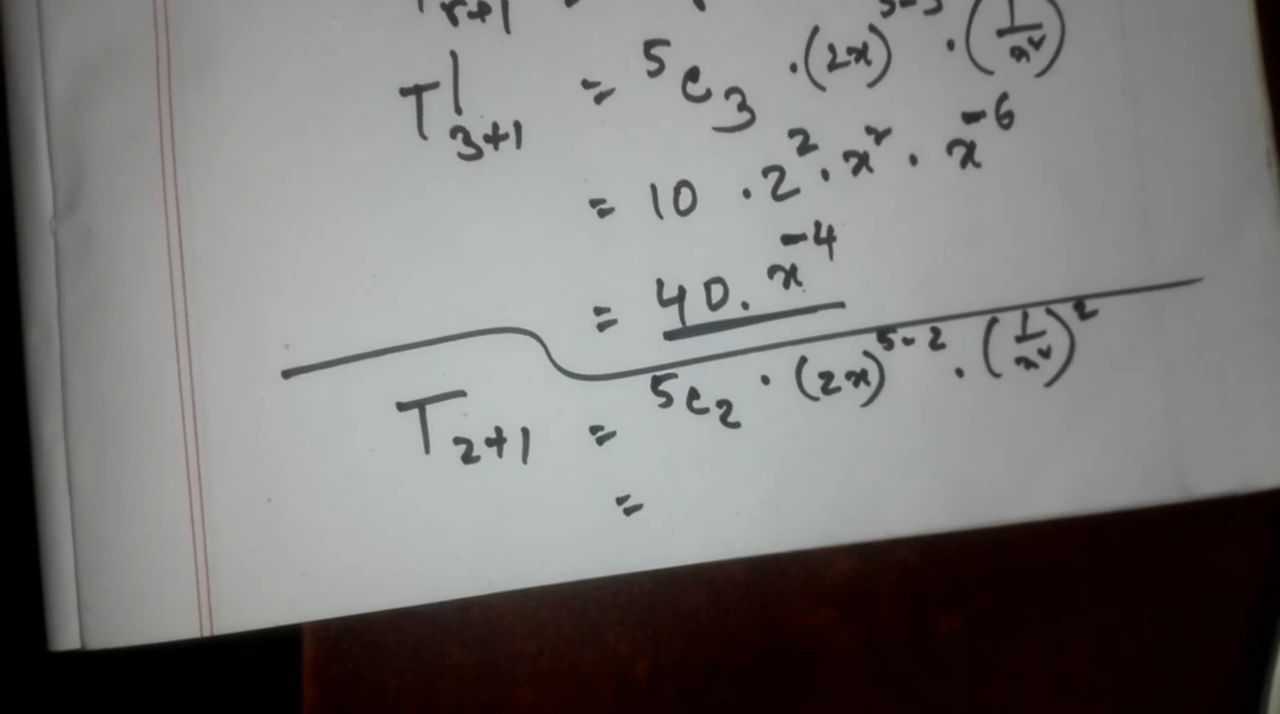 r+1 =
T 3+1 = ⁵C₃ · (2x)⁵⁻³ · (1/x²)
= 10 · 2² · x² · x⁻⁶
= 40 · x⁻⁴
T₂₊₁ = ⁵C₂ · (2x)⁵⁻² · (1/x²)²
=